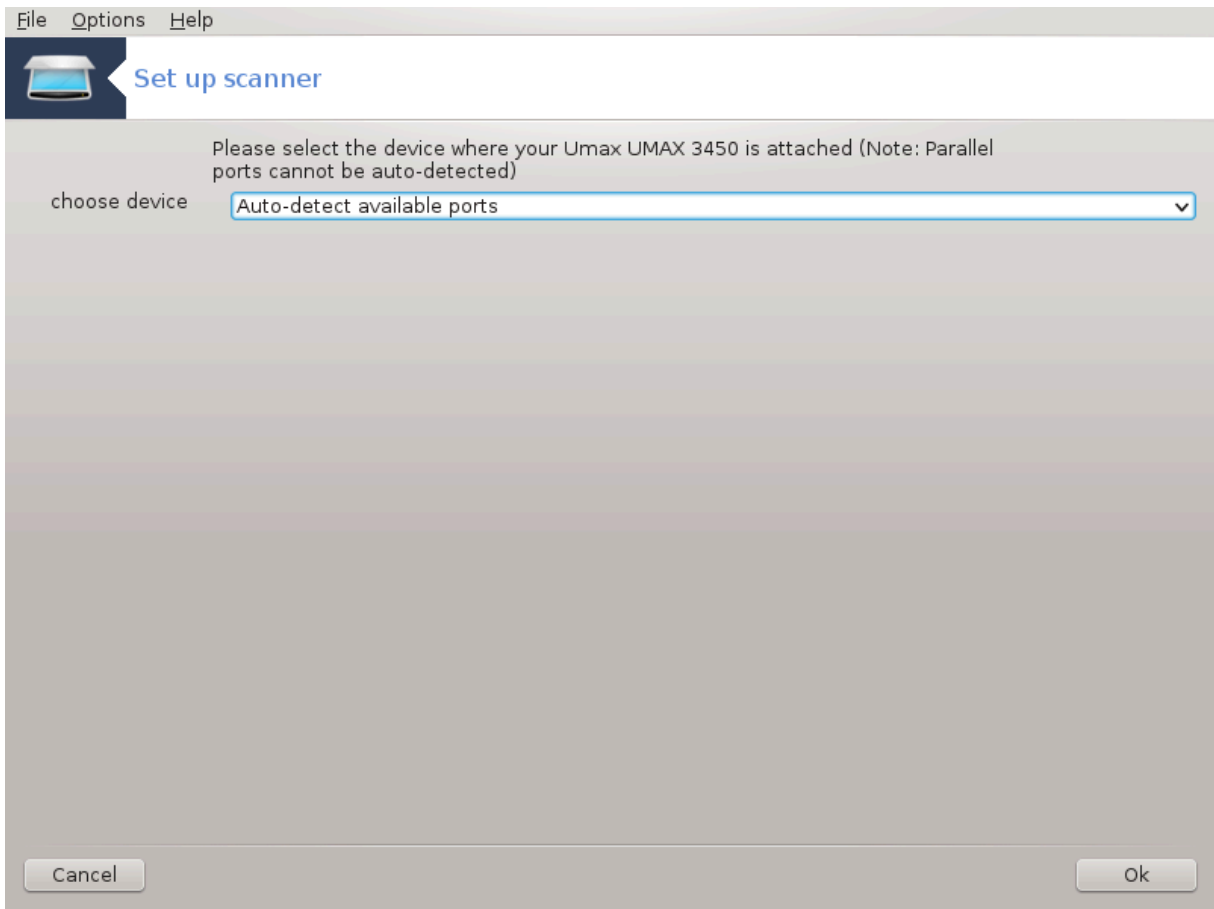 File Options Help
Set up scanner
Please select the device where your Umax UMAX 3450 is attached (Note: Parallel
ports cannot be auto-detected)
choose device
Auto-detect available ports
Cancel
Ok